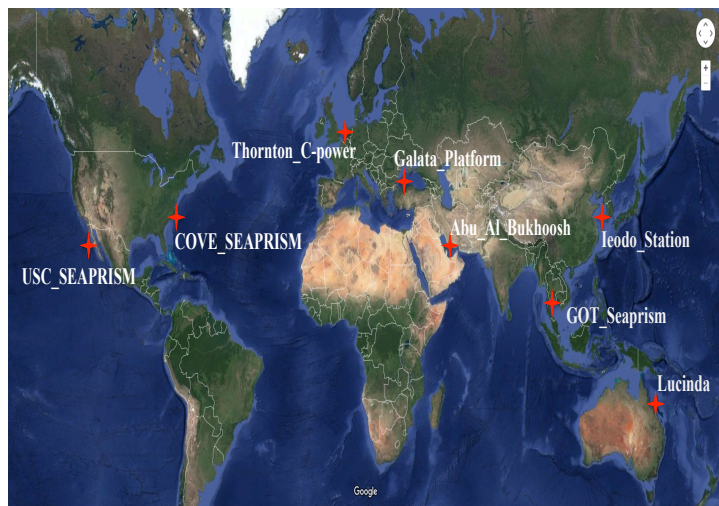 Thornton_C-power
Galata_Platform
Abu_Al_Bukhoosh
Ieodo_Station
COVE_SEAPRISM
USC_SEAPRISM
GOT_Seaprism
Lucinda
Google